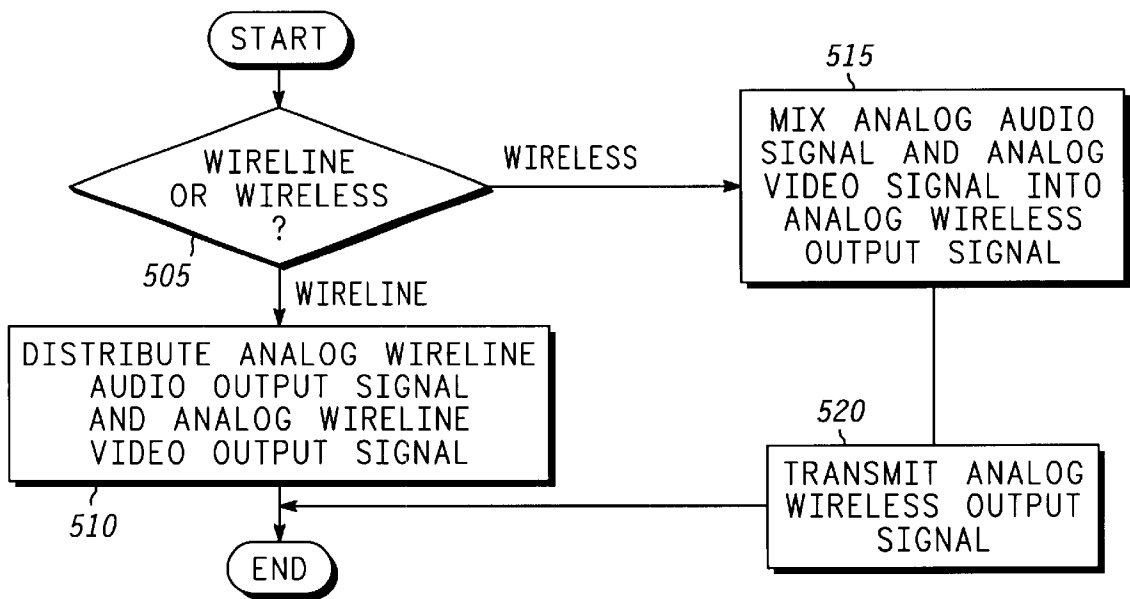 START
WIRELINE
OR WIRELESS
?
505
WIRELESS
515
MIX ANALOG AUDIO
SIGNAL AND ANALOG
VIDEO SIGNAL INTO
ANALOG WIRELESS
OUTPUT SIGNAL
WIRELINE
DISTRIBUTE ANALOG WIRELINE
AUDIO OUTPUT SIGNAL
AND ANALOG WIRELINE
VIDEO OUTPUT SIGNAL
510
520
TRANSMIT ANALOG
WIRELESS OUTPUT
SIGNAL
END